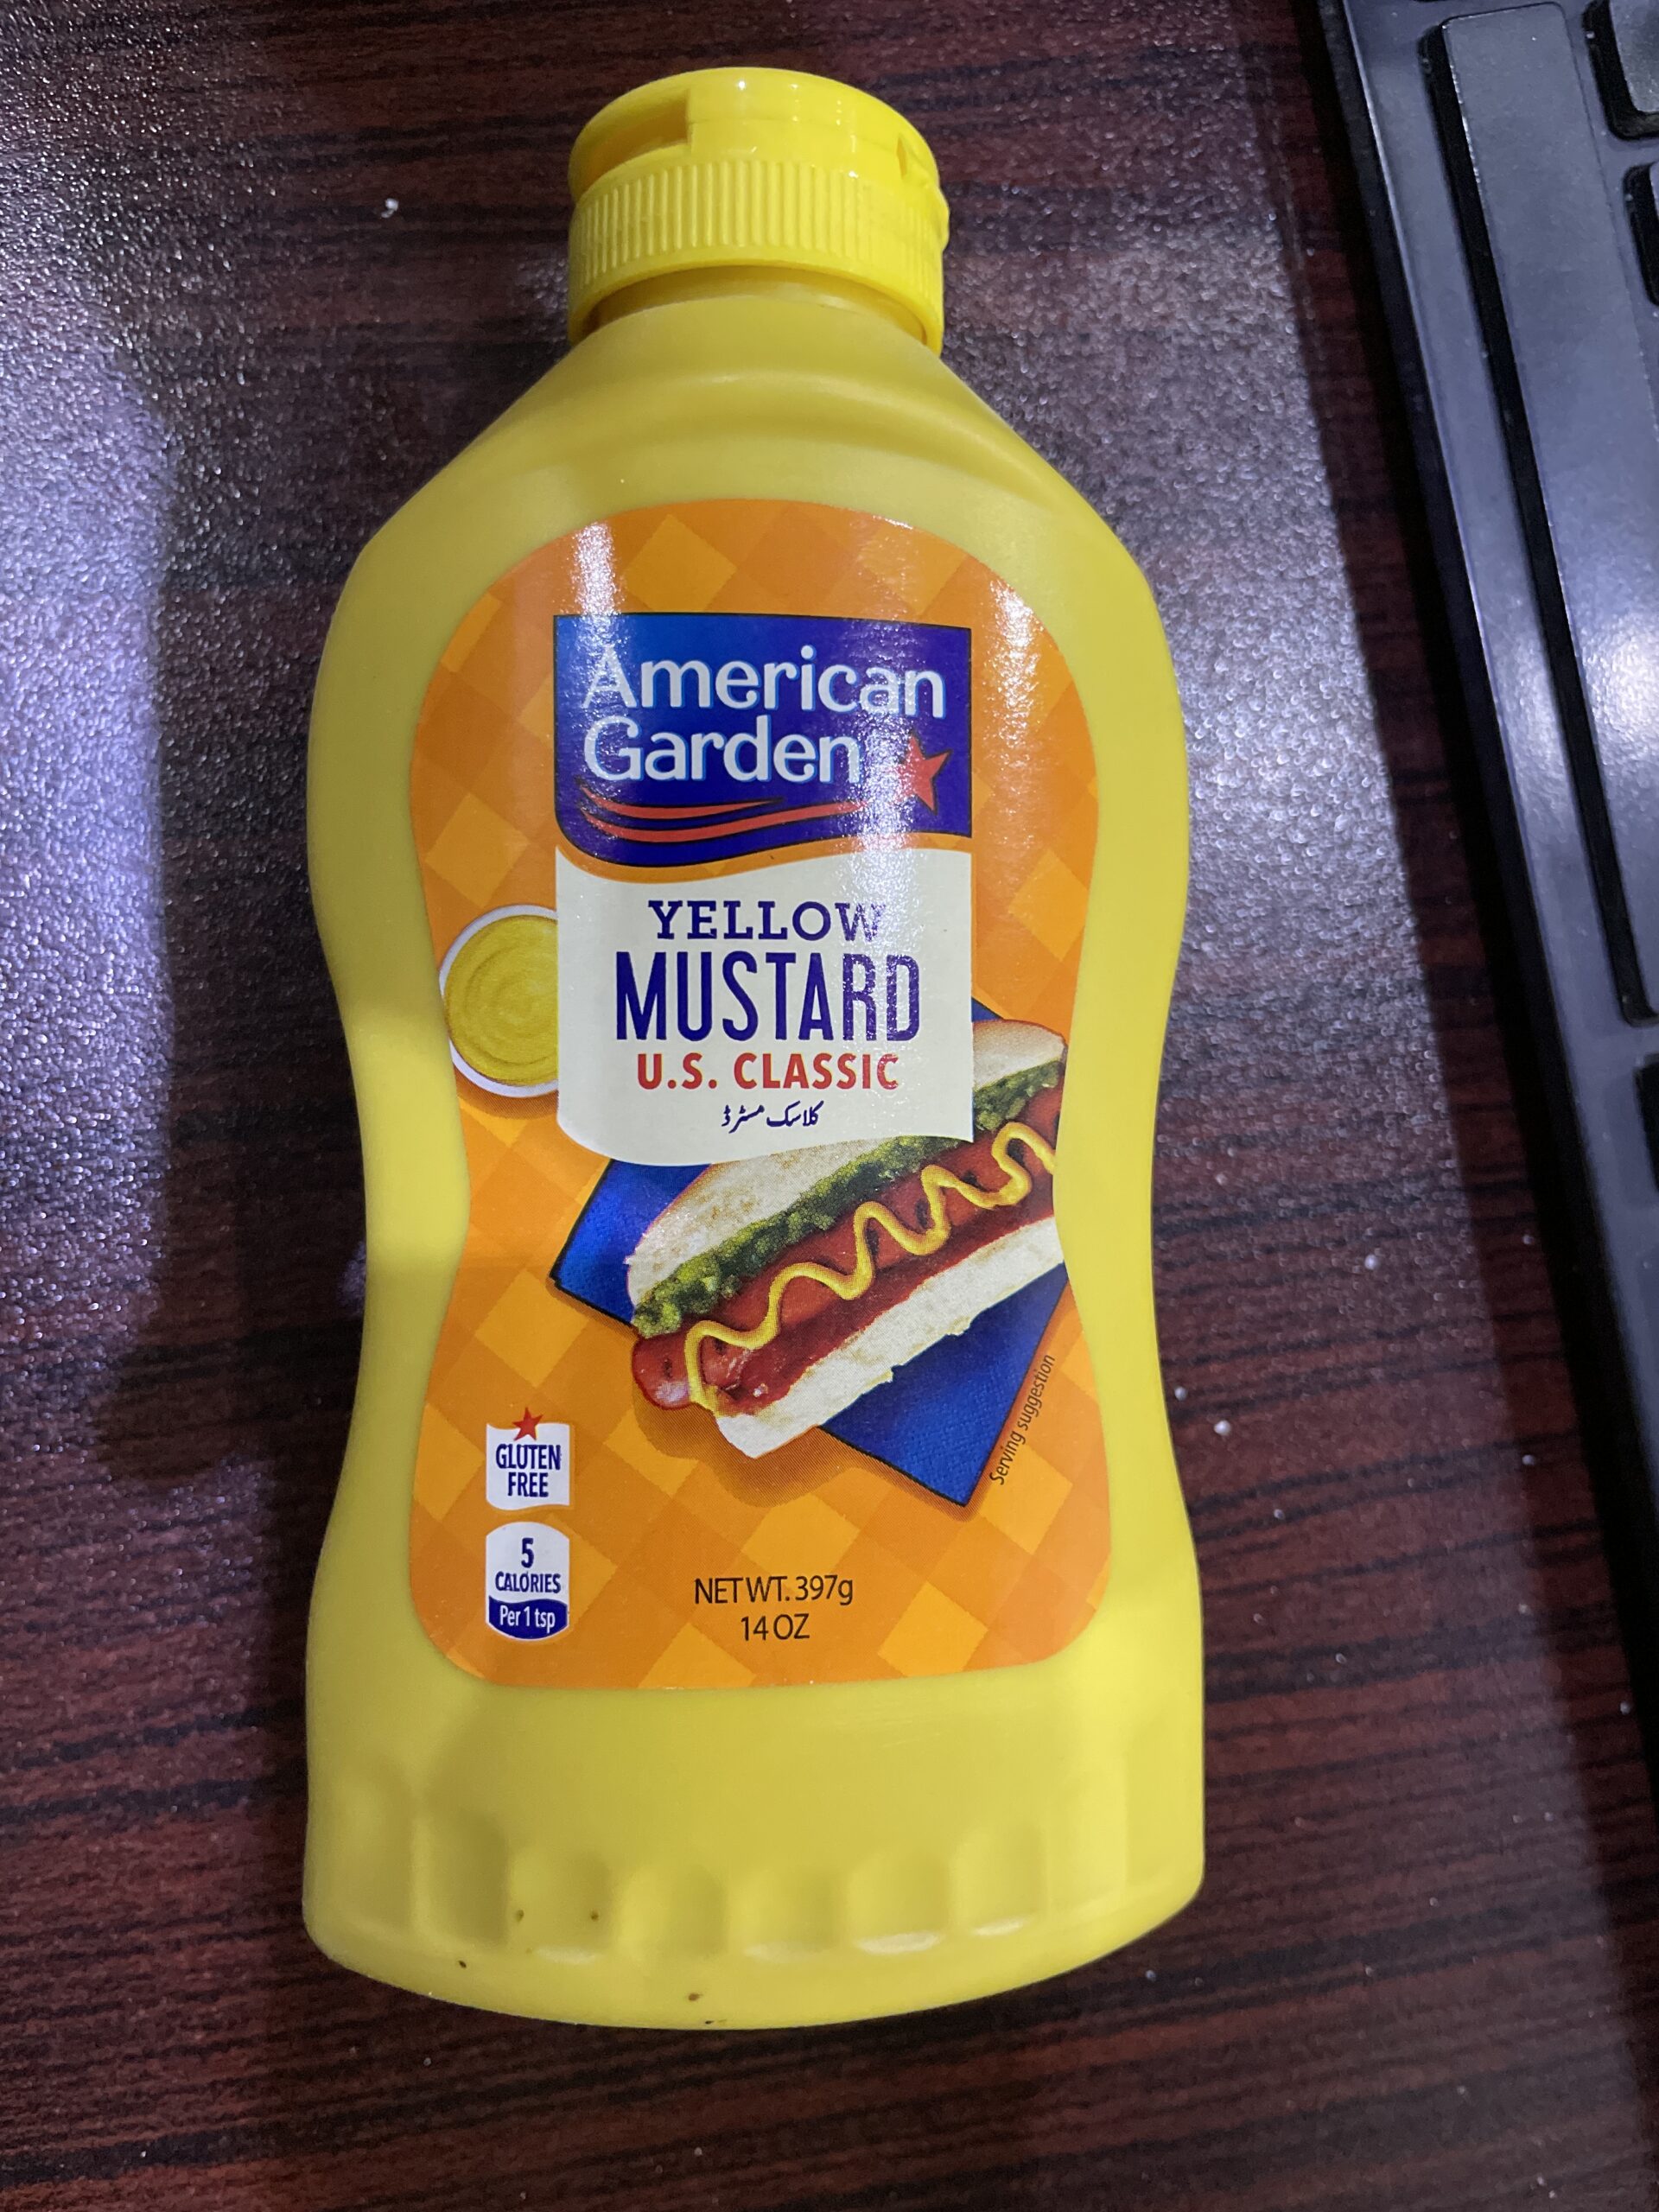 American
Garden
YELLOW
MUSTARD
U.S. CLASSIC
کلاسک مسٹرڈ
Serving suggestion
GLUTEN
FREE
5
CALORIES
Per 1 tsp
NET WT. 397g
14 OZ